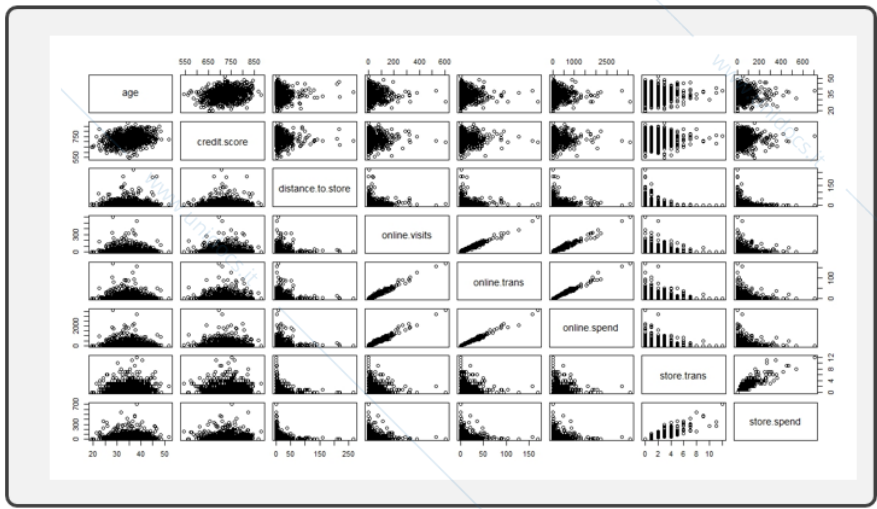 550 650 750 850
0 200 400 600
0 1000 2500
0 200 400 600
age
20 35 50
550 750
credit.score
distance.to.store
0 150
0 300
online.visits
online.trans
0 100
0 2000
online.spend
store.trans
0 4 8 12
0 300 700
store.spend
20 30 40 50
0 50 150 250
0 50 100 150
0 2 4 6 8 10